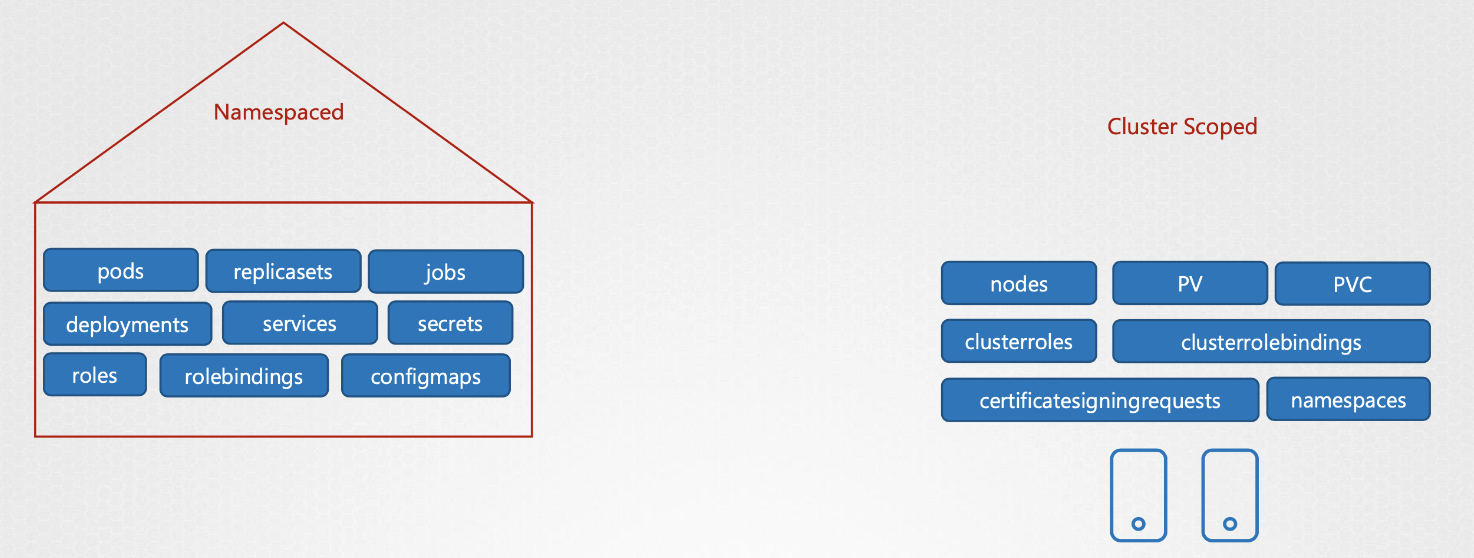 Namespaced
pods replicasets jobs
deployments services secrets
roles rolebindings configmaps
Cluster Scoped
nodes PV PVC
clusterroles clusterrolebindings
certificatesigningrequests namespaces